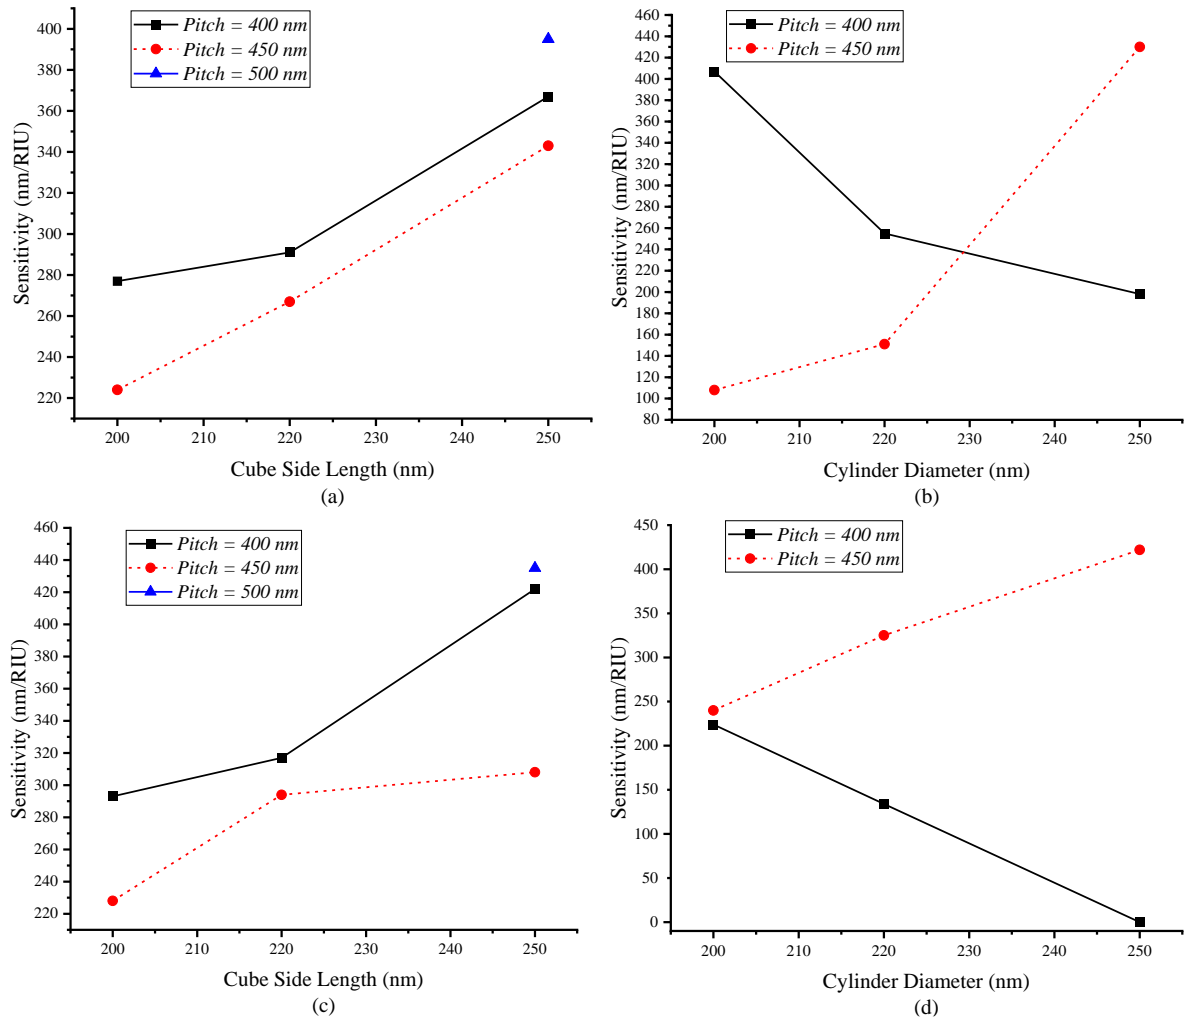 Pitch = 400 nm
Pitch = 450 nm
Pitch = 500 nm
400
380
360
340
320
300
280
260
240
220
Sensitivity (nm/RIU)
200 210 220 230 240 250
Cube Side Length (nm)
(a)
Pitch = 400 nm
Pitch = 450 nm
460
440
420
400
380
360
340
320
300
280
260
240
220
200
180
160
140
120
100
80
Sensitivity (nm/RIU)
200 210 220 230 240 250
Cylinder Diameter (nm)
(b)
Pitch = 400 nm
Pitch = 450 nm
Pitch = 500 nm
460
440
420
400
380
360
340
320
300
280
260
240
220
Sensitivity (nm/RIU)
200 210 220 230 240 250
Cube Side Length (nm)
(c)
Pitch = 400 nm
Pitch = 450 nm
450
400
350
300
250
200
150
100
50
0
Sensitivity (nm/RIU)
200 210 220 230 240 250
Cylinder Diameter (nm)
(d)